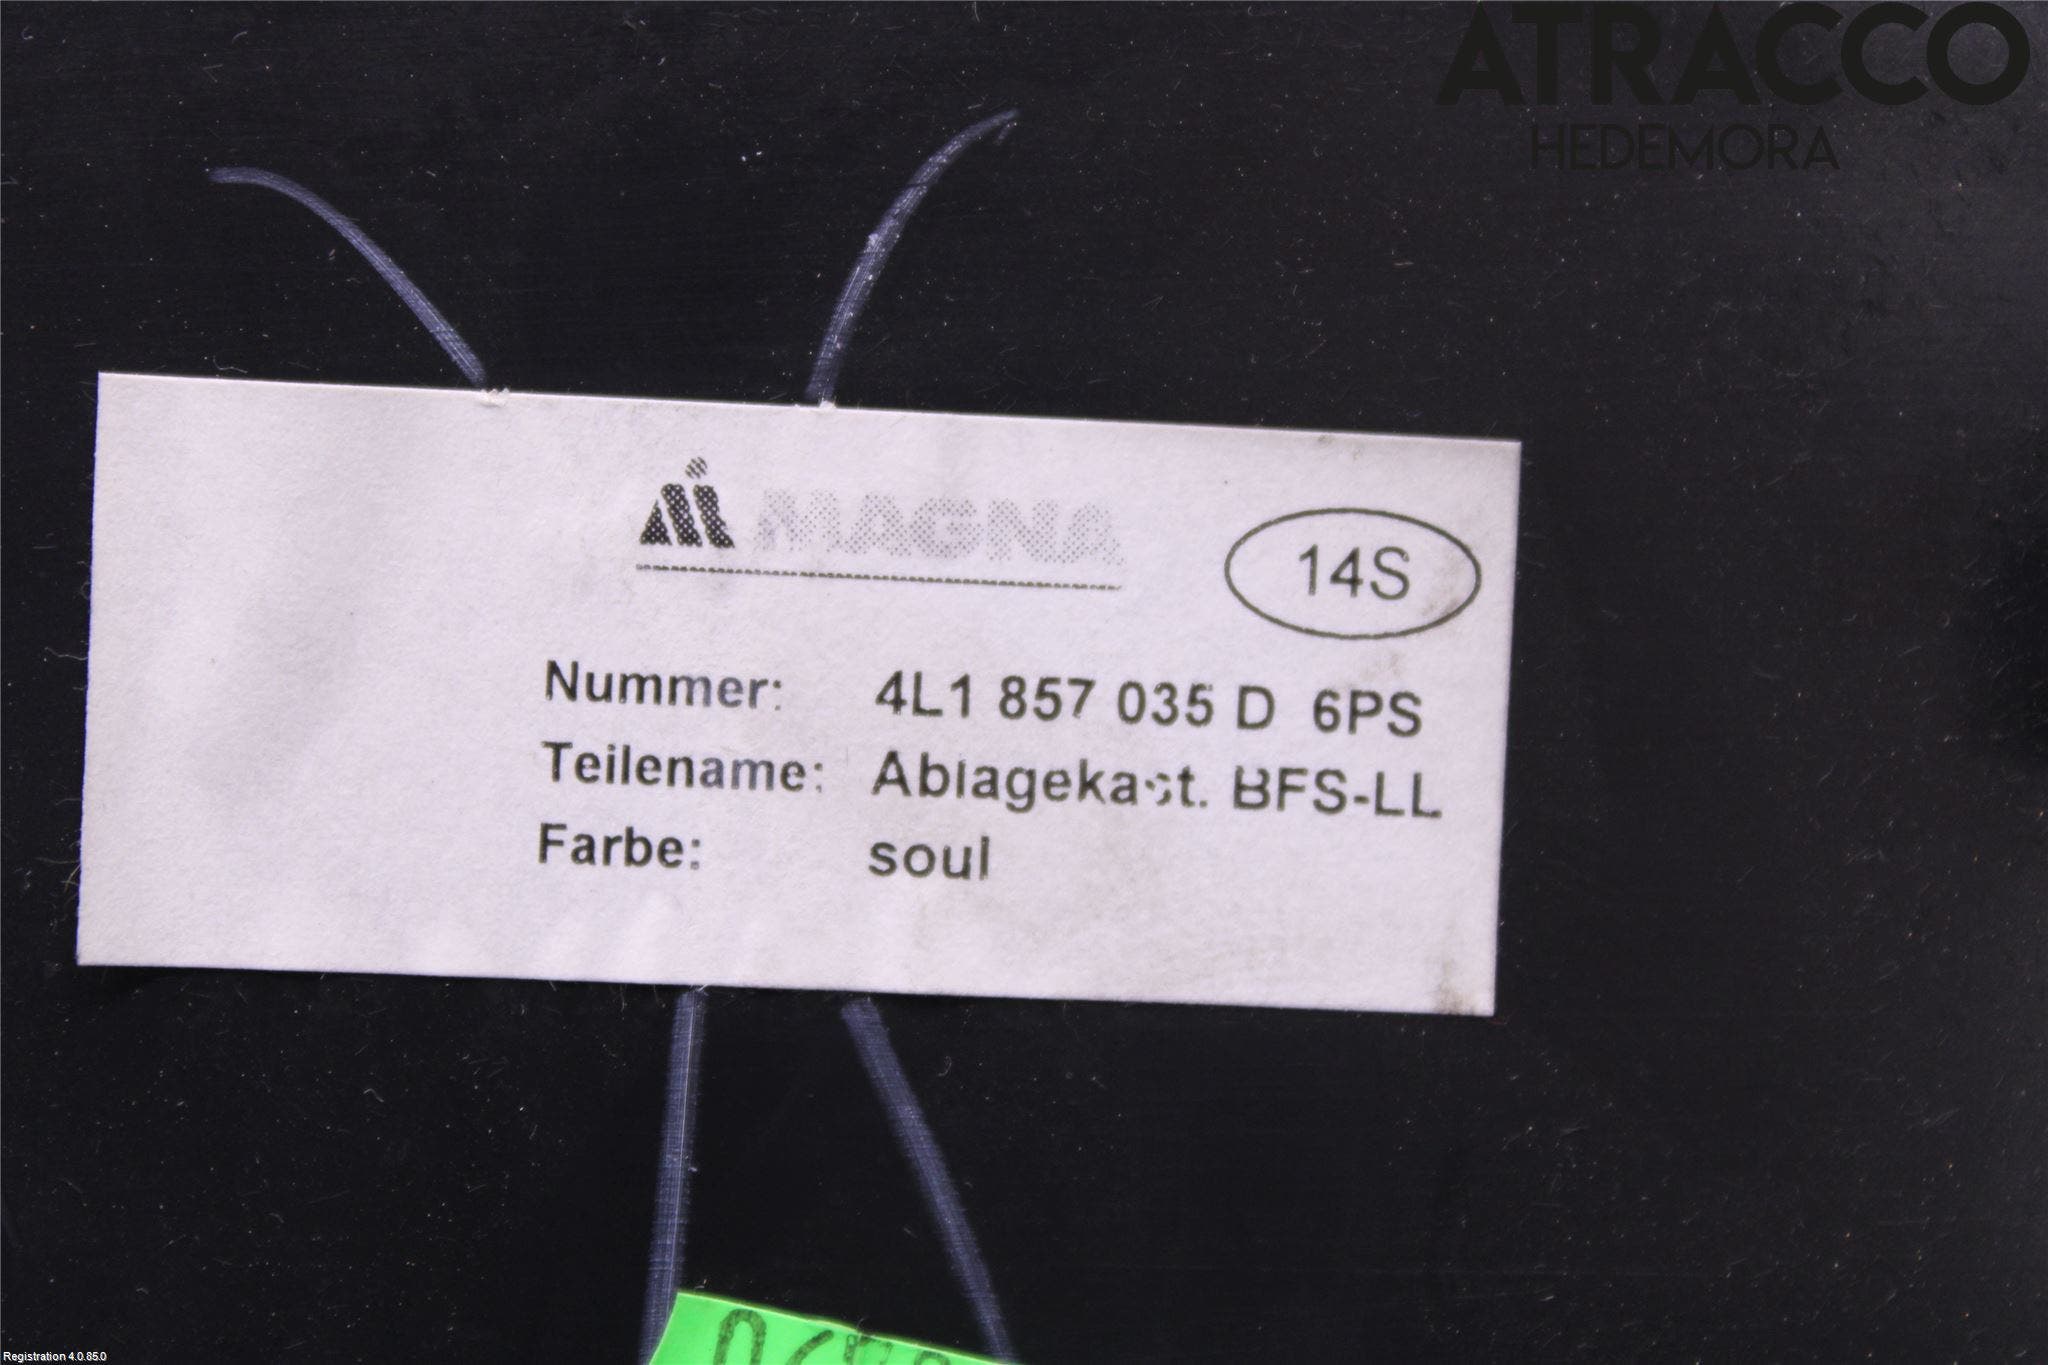 ATRACCO
HEDEMORA
MAGNA
14S
Nummer: 4L1 857 035 D 6PS
Teilename: Ablagekast. BFS-LL
Farbe: soul
Registration 4.0.85.0